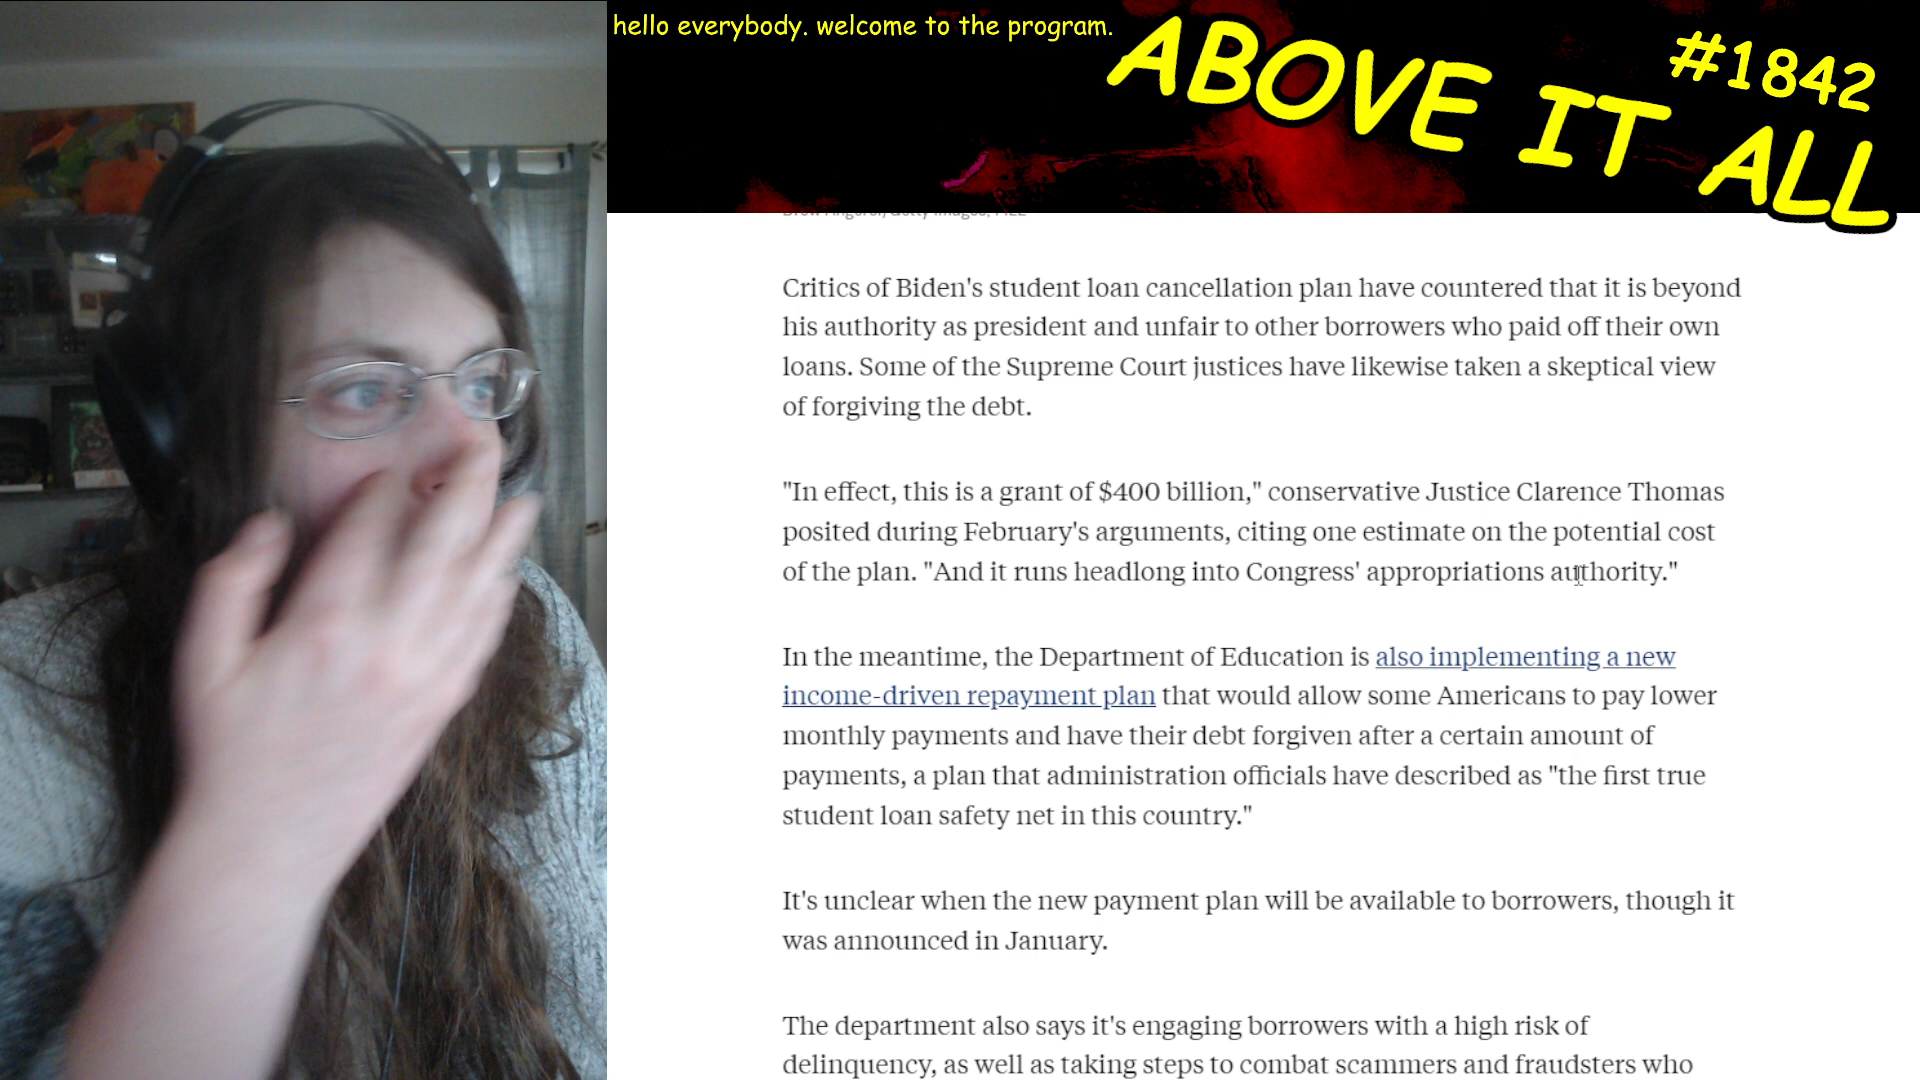 hello everybody. welcome to the program.
#1842
ABOVE IT ALL
Critics of Biden's student loan cancellation plan have countered that it is beyond
his authority as president and unfair to other borrowers who paid off their own
loans. Some of the Supreme Court justices have likewise taken a skeptical view
of forgiving the debt.
"In effect, this is a grant of $400 billion," conservative Justice Clarence Thomas
posited during February's arguments, citing one estimate on the potential cost
of the plan. "And it runs headlong into Congress' appropriations authority."
In the meantime, the Department of Education is also implementing a new
income-driven repayment plan that would allow some Americans to pay lower
monthly payments and have their debt forgiven after a certain amount of
payments, a plan that administration officials have described as "the first true
student loan safety net in this country."
It's unclear when the new payment plan will be available to borrowers, though it
was announced in January.
The department also says it's engaging borrowers with a high risk of
delinquency, as well as taking steps to combat scammers and fraudsters who